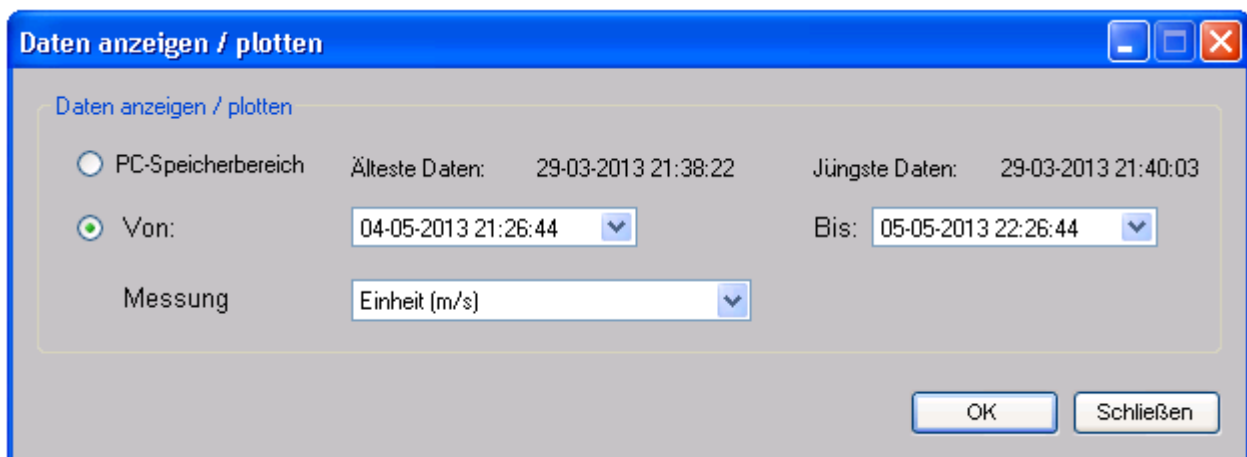 Daten anzeigen / plotten
Daten anzeigen / plotten
PC-Speicherbereich Älteste Daten: 29-03-2013 21:38:22 Jüngste Daten: 29-03-2013 21:40:03
Von: 04-05-2013 21:26:44 Bis: 05-05-2013 22:26:44
Messung Einheit (m/s)
OK Schließen